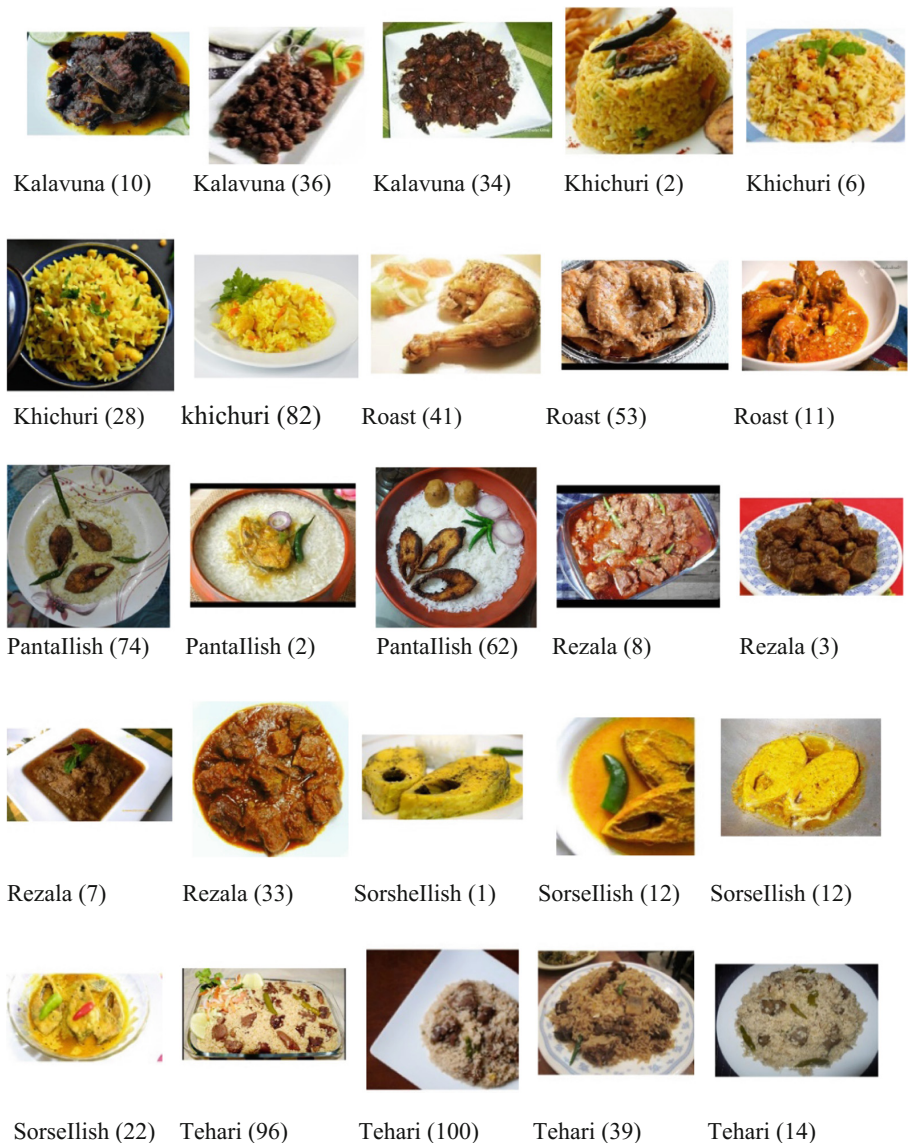 Kalavuna (10) Kalavuna (36) Kalavuna (34) Khichuri (2) Khichuri (6)
Khichuri (28) khichuri (82) Roast (41) Roast (53) Roast (11)
PantaIlish (74) PantaIlish (2) PantaIlish (62) Rezala (8) Rezala (3)
Rezala (7) Rezala (33) SorsheIlish (1) SorseIlish (12) SorseIlish (12)
SorseIlish (22) Tehari (96) Tehari (100) Tehari (39) Tehari (14)